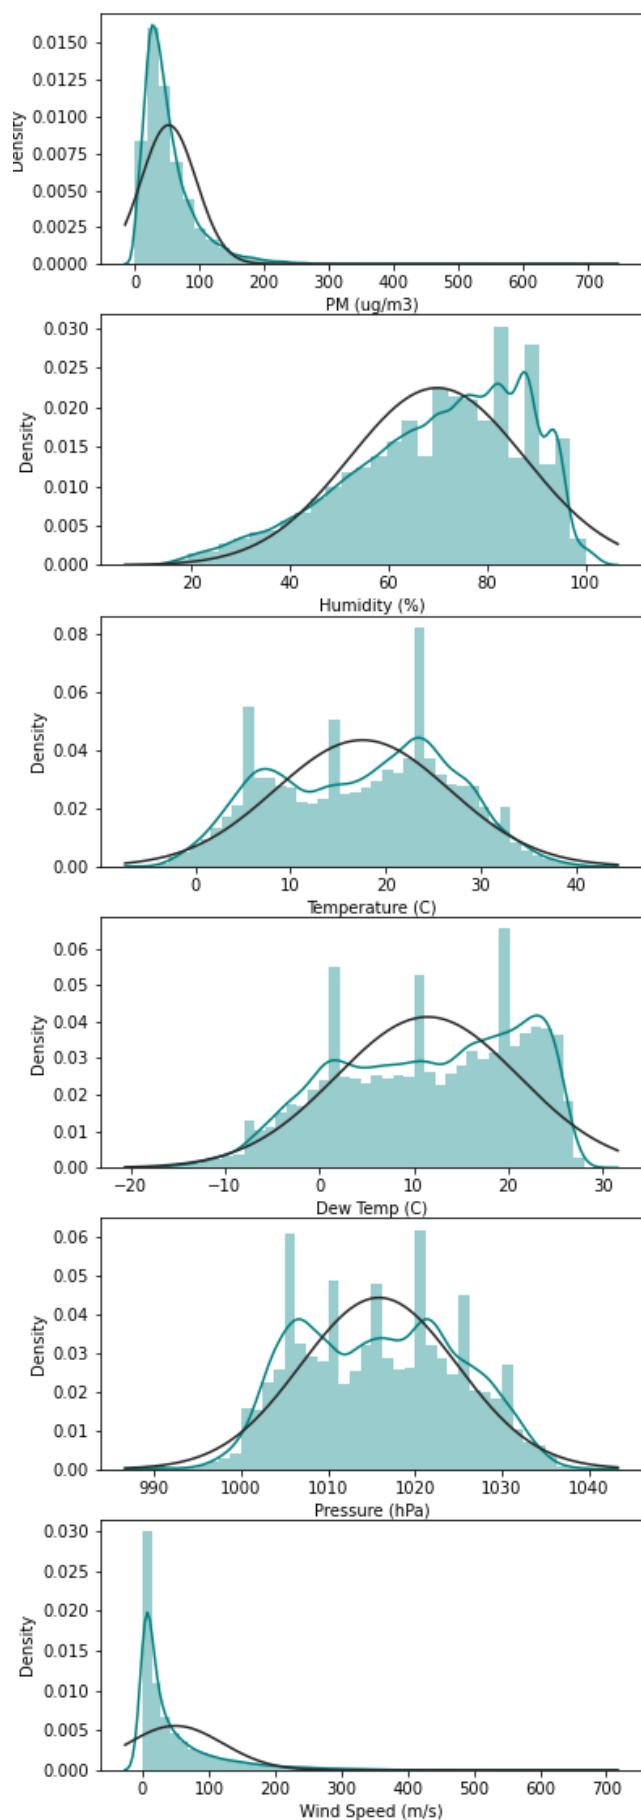 0.0150
0.0125
0.0100
0.0075
0.0050
0.0025
0.0000
Density
0 100 200 300 400 500 600 700
PM (ug/m3)
0.030
0.025
0.020
0.015
0.010
0.005
0.000
Density
20 40 60 80 100
Humidity (%)
0.08
0.06
0.04
0.02
0.00
Density
0 10 20 30 40
Temperature (C)
0.06
0.05
0.04
0.03
0.02
0.01
0.00
Density
−20 −10 0 10 20 30
Dew Temp (C)
0.06
0.05
0.04
0.03
0.02
0.01
0.00
Density
990 1000 1010 1020 1030 1040
Pressure (hPa)
0.030
0.025
0.020
0.015
0.010
0.005
0.000
Density
0 100 200 300 400 500 600 700
Wind Speed (m/s)